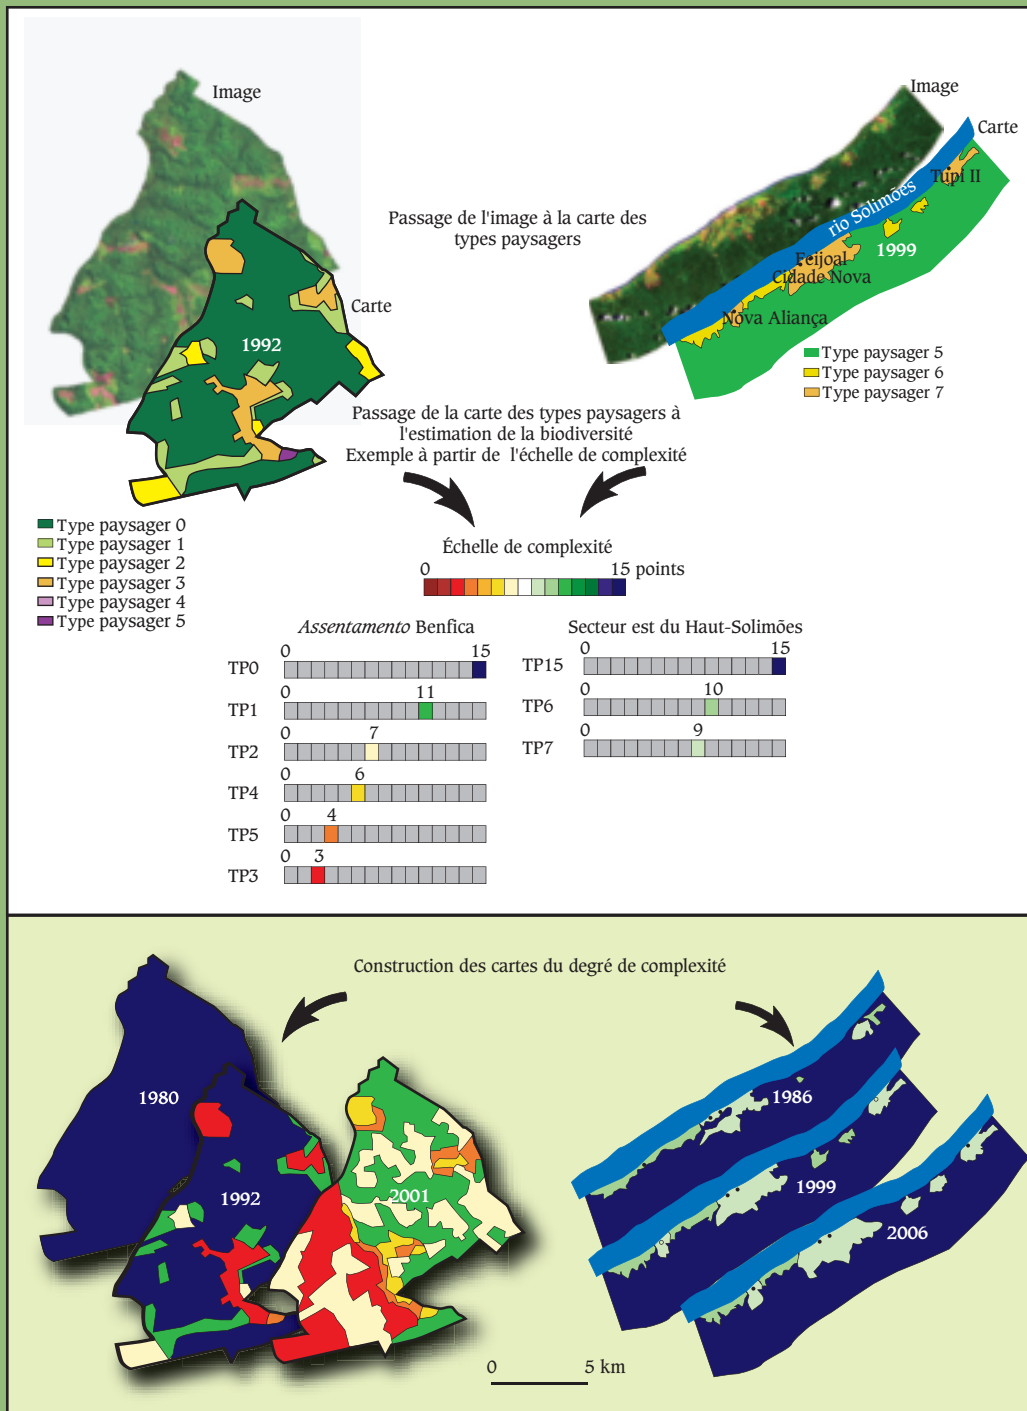 Image
Image
Carte
Tupi II
rio Solimões
Passage de l'image à la carte des
types paysagers
1999
Feijoal
Cidade Nova
Carte
Nova Aliança
1992
Type paysager 5
Type paysager 6
Type paysager 7
Passage de la carte des types paysagers à
l'estimation de la biodiversité
Exemple à partir de l'échelle de complexité
Type paysager 0
Type paysager 1
Type paysager 2
Type paysager 3
Type paysager 4
Type paysager 5
Échelle de complexité
0 15 points
Assentamento Benfica
0 15
TP0
0 11
TP1
0 7
TP2
0 6
TP4
0 4
TP5
0 3
TP3
Secteur est du Haut-Solimões
0 15
TP15
0 10
TP6
0 9
TP7
Construction des cartes du degré de complexité
1980
1992
2001
1986
1999
2006
0 5 km